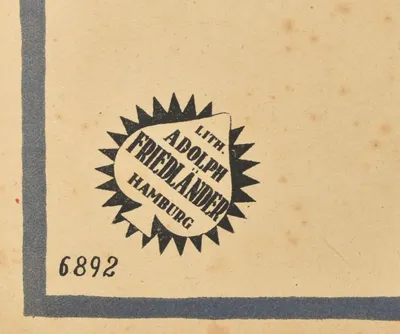 LITH.
ADOLPH
FRIEDLÄNDER
HAMBURG
6892